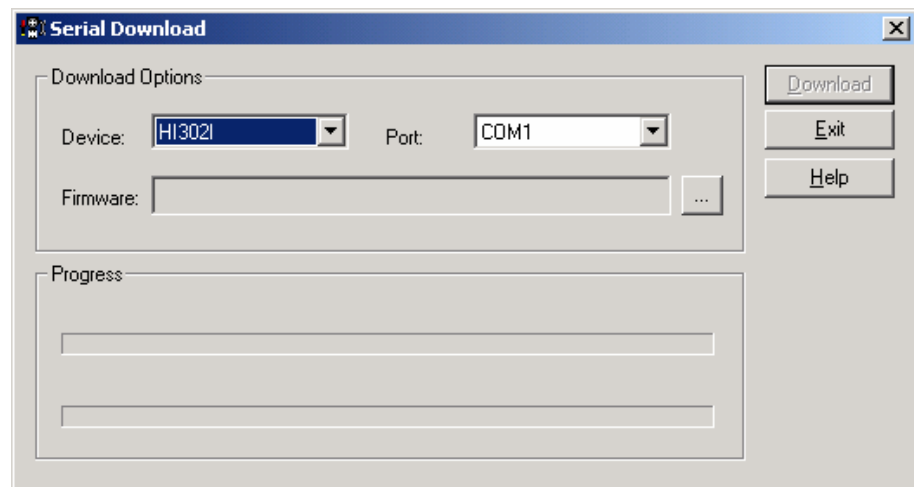 Serial Download
Download Options
Device: HI302I Port: COM1
Firmware: ...
Download
Exit
Help
Progress